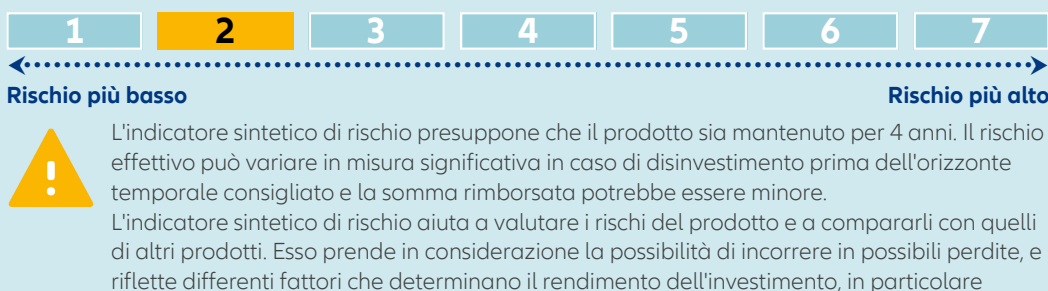 1 2 3 4 5 6 7
Rischio più basso Rischio più alto
L'indicatore sintetico di rischio presuppone che il prodotto sia mantenuto per 4 anni. Il rischio
effettivo può variare in misura significativa in caso di disinvestimento prima dell'orizzonte
temporale consigliato e la somma rimborsata potrebbe essere minore.
L'indicatore sintetico di rischio aiuta a valutare i rischi del prodotto e a compararli con quelli
di altri prodotti. Esso prende in considerazione la possibilità di incorrere in possibili perdite, e
riflette differenti fattori che determinano il rendimento dell'investimento, in particolare